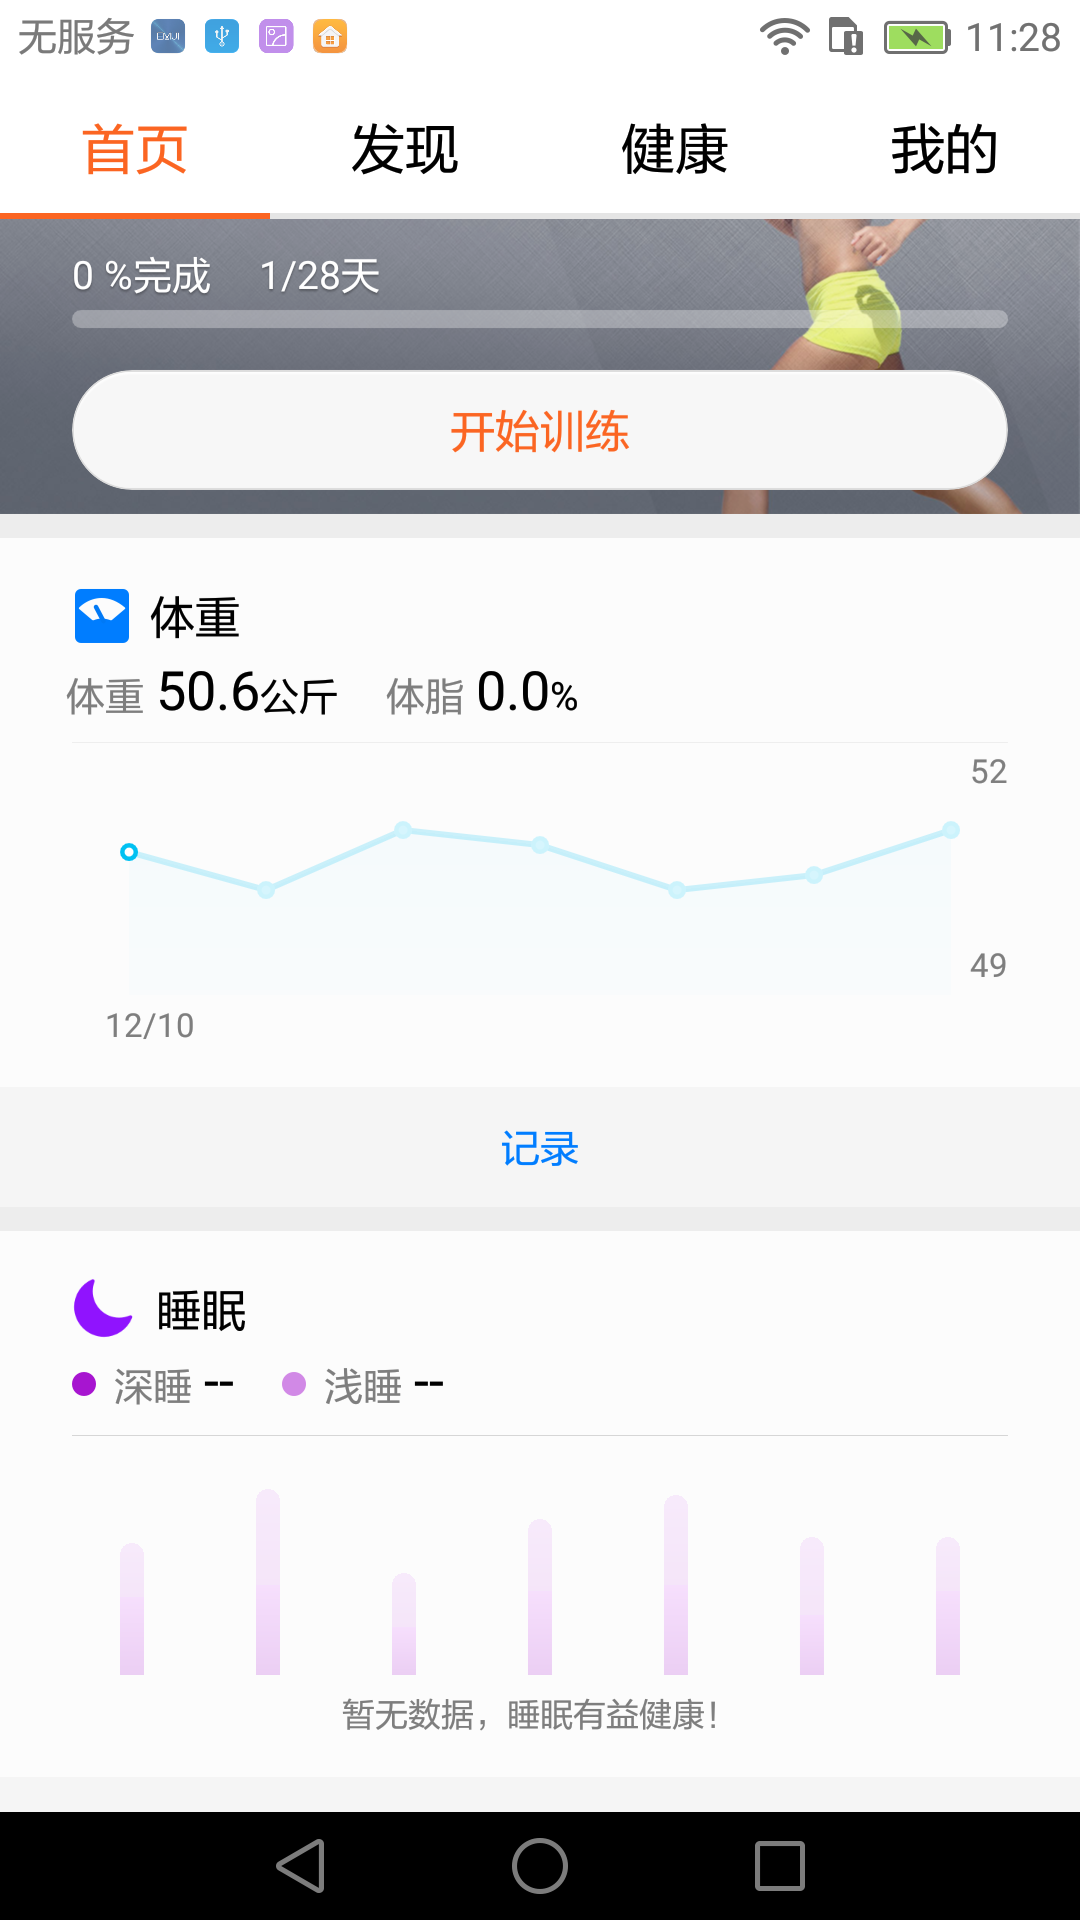 无服务 EMUI 11:28
首页 发现 健康 我的
0 %完成 1/28天
开始训练
体重
体重 50.6公斤 体脂 0.0%
52
49
12/10
记录
睡眠
深睡 -- 浅睡 --
暂无数据，睡眠有益健康！